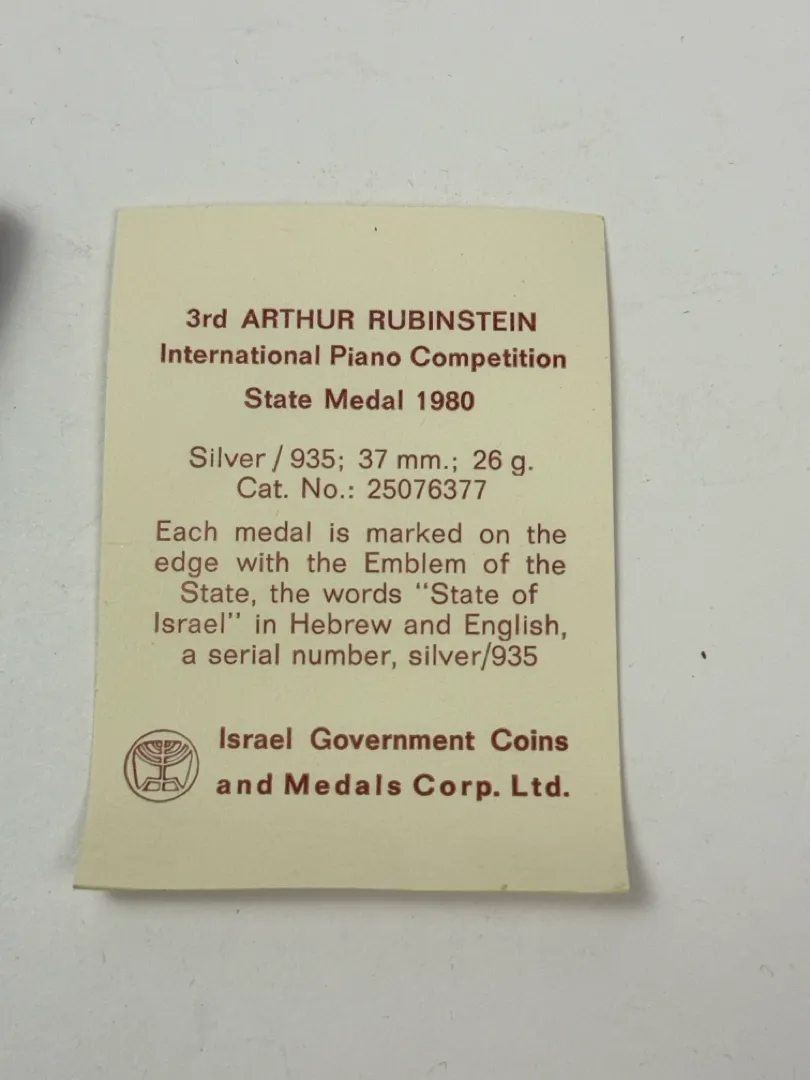 3rd ARTHUR RUBINSTEIN
International Piano Competition
State Medal 1980
Silver / 935; 37 mm.; 26 g.
Cat. No.: 25076377
Each medal is marked on the
edge with the Emblem of the
State, the words "State of
Israel" in Hebrew and English,
a serial number, silver/935
Israel Government Coins
and Medals Corp. Ltd.